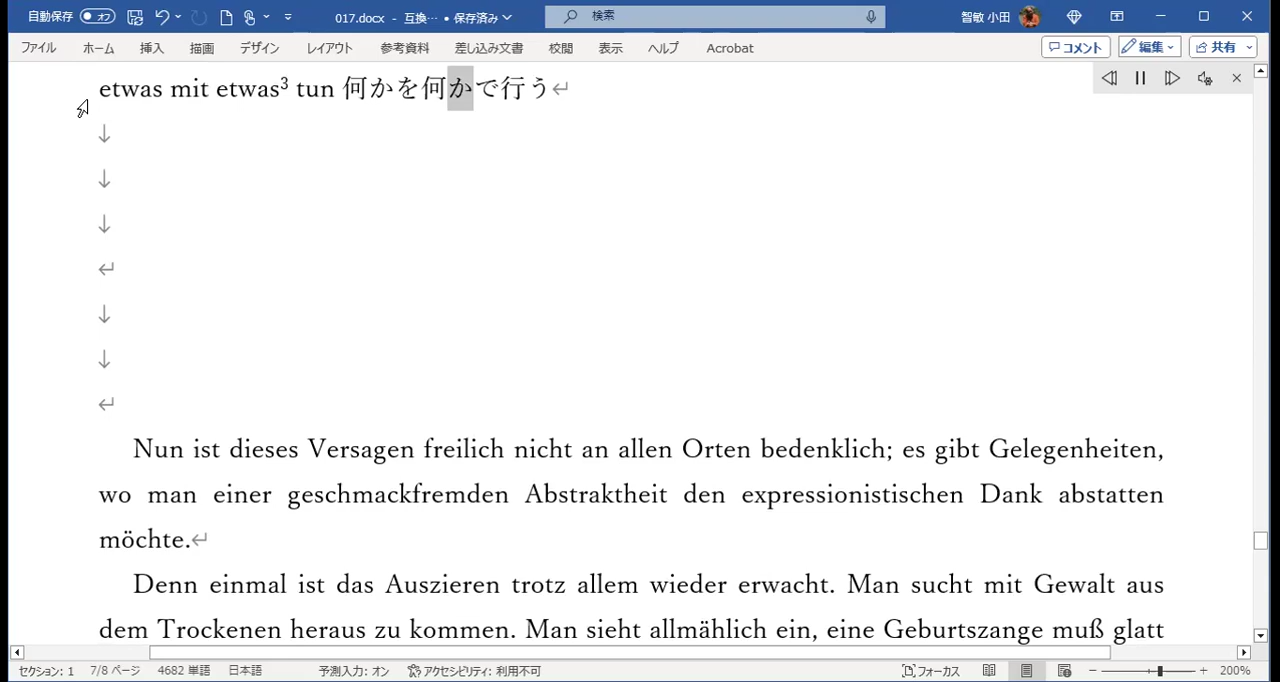 自動保存 オフ 017.docx - 互換… • 保存済み 検索 智敏 小田
ファイル ホーム 挿入 描画 デザイン レイアウト 参考資料 差し込み文書 校閲 表示 ヘルプ Acrobat コメント 編集 共有
etwas mit etwas³ tun 何かを何かで行う↵
↓
↓
↓
↵
↓
↓
↵
Nun ist dieses Versagen freilich nicht an allen Orten bedenklich; es gibt Gelegenheiten,
wo man einer geschmackfremden Abstraktheit den expressionistischen Dank abstatten
möchte.↵
Denn einmal ist das Auszieren trotz allem wieder erwacht. Man sucht mit Gewalt aus
dem Trockenen heraus zu kommen. Man sieht allmählich ein, eine Geburtszange muß glatt
セクション: 1 7/8 ページ 4682 単語 日本語 予測入力: オン アクセシビリティ: 利用不可 フォーカス 200%